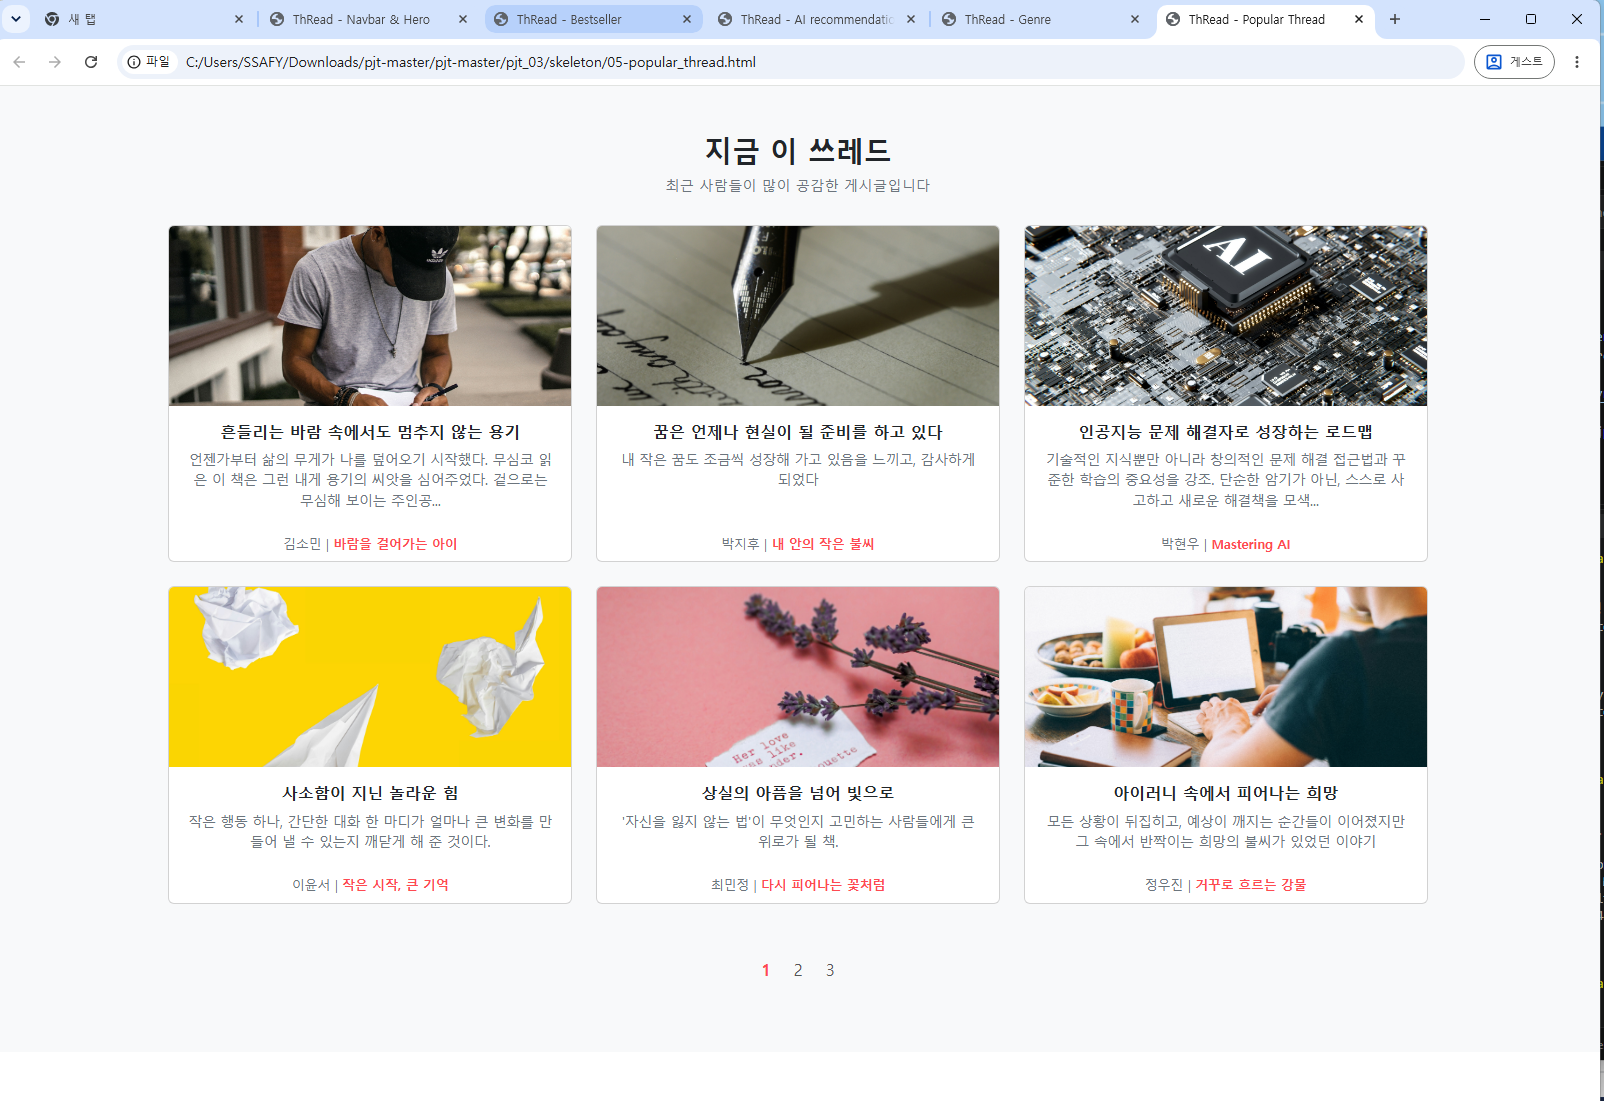 새 탭
ThRead - Navbar & Hero
ThRead - Bestseller
ThRead - AI recommendatio
ThRead - Genre
ThRead - Popular Thread
파일
C:/Users/SSAFY/Downloads/pjt-master/pjt-master/pjt_03/skeleton/05-popular_thread.html
게스트
지금 이 쓰레드
최근 사람들이 많이 공감한 게시글입니다
AI
흔들리는 바람 속에서도 멈추지 않는 용기
언젠가부터 삶의 무게가 나를 덮어오기 시작했다. 무심코 읽
은 이 책은 그런 내게 용기의 씨앗을 심어주었다. 겉으로는
무심해 보이는 주인공...
김소민 | 바람을 걸어가는 아이
꿈은 언제나 현실이 될 준비를 하고 있다
내 작은 꿈도 조금씩 성장해 가고 있음을 느끼고, 감사하게
되었다
박지후 | 내 안의 작은 불씨
인공지능 문제 해결자로 성장하는 로드맵
기술적인 지식뿐만 아니라 창의적인 문제 해결 접근법과 꾸
준한 학습의 중요성을 강조. 단순한 암기가 아닌, 스스로 사
고하고 새로운 해결책을 모색...
박현우 | Mastering AI
사소함이 지닌 놀라운 힘
작은 행동 하나, 간단한 대화 한 마디가 얼마나 큰 변화를 만
들어 낼 수 있는지 깨닫게 해 준 것이다.
이윤서 | 작은 시작, 큰 기억
Her love
like
상실의 아픔을 넘어 빛으로
'자신을 잃지 않는 법'이 무엇인지 고민하는 사람들에게 큰
위로가 될 책.
최민정 | 다시 피어나는 꽃처럼
아이러니 속에서 피어나는 희망
모든 상황이 뒤집히고, 예상이 깨지는 순간들이 이어졌지만
그 속에서 반짝이는 희망의 불씨가 있었던 이야기
정우진 | 거꾸로 흐르는 강물
1 2 3